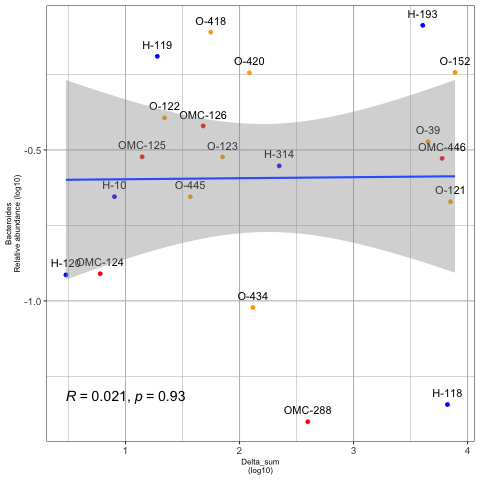 H-193
O-418
H-119
O-420
O-152
O-122
OMC-126
O-39
OMC-125
O-123
OMC-446
H-314
H-10
O-445
O-121
H-120
OMC-124
O-434
H-118
OMC-288
R = 0.021, p = 0.93
-0.5
-1.0
1
2
3
4
Bacteroides
Relative abundance (log10)
Delta_sum
(log10)